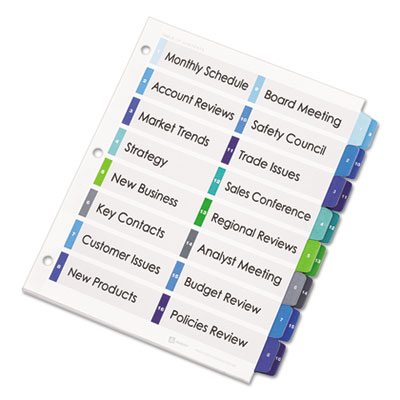 Monthly Schedule
Account Reviews
Market Trends
Strategy
New Business
Key Contacts
Customer Issues
New Products
Board Meeting
Safety Council
Trade Issues
Sales Conference
Regional Reviews
Analyst Meeting
Budget Review
Policies Review